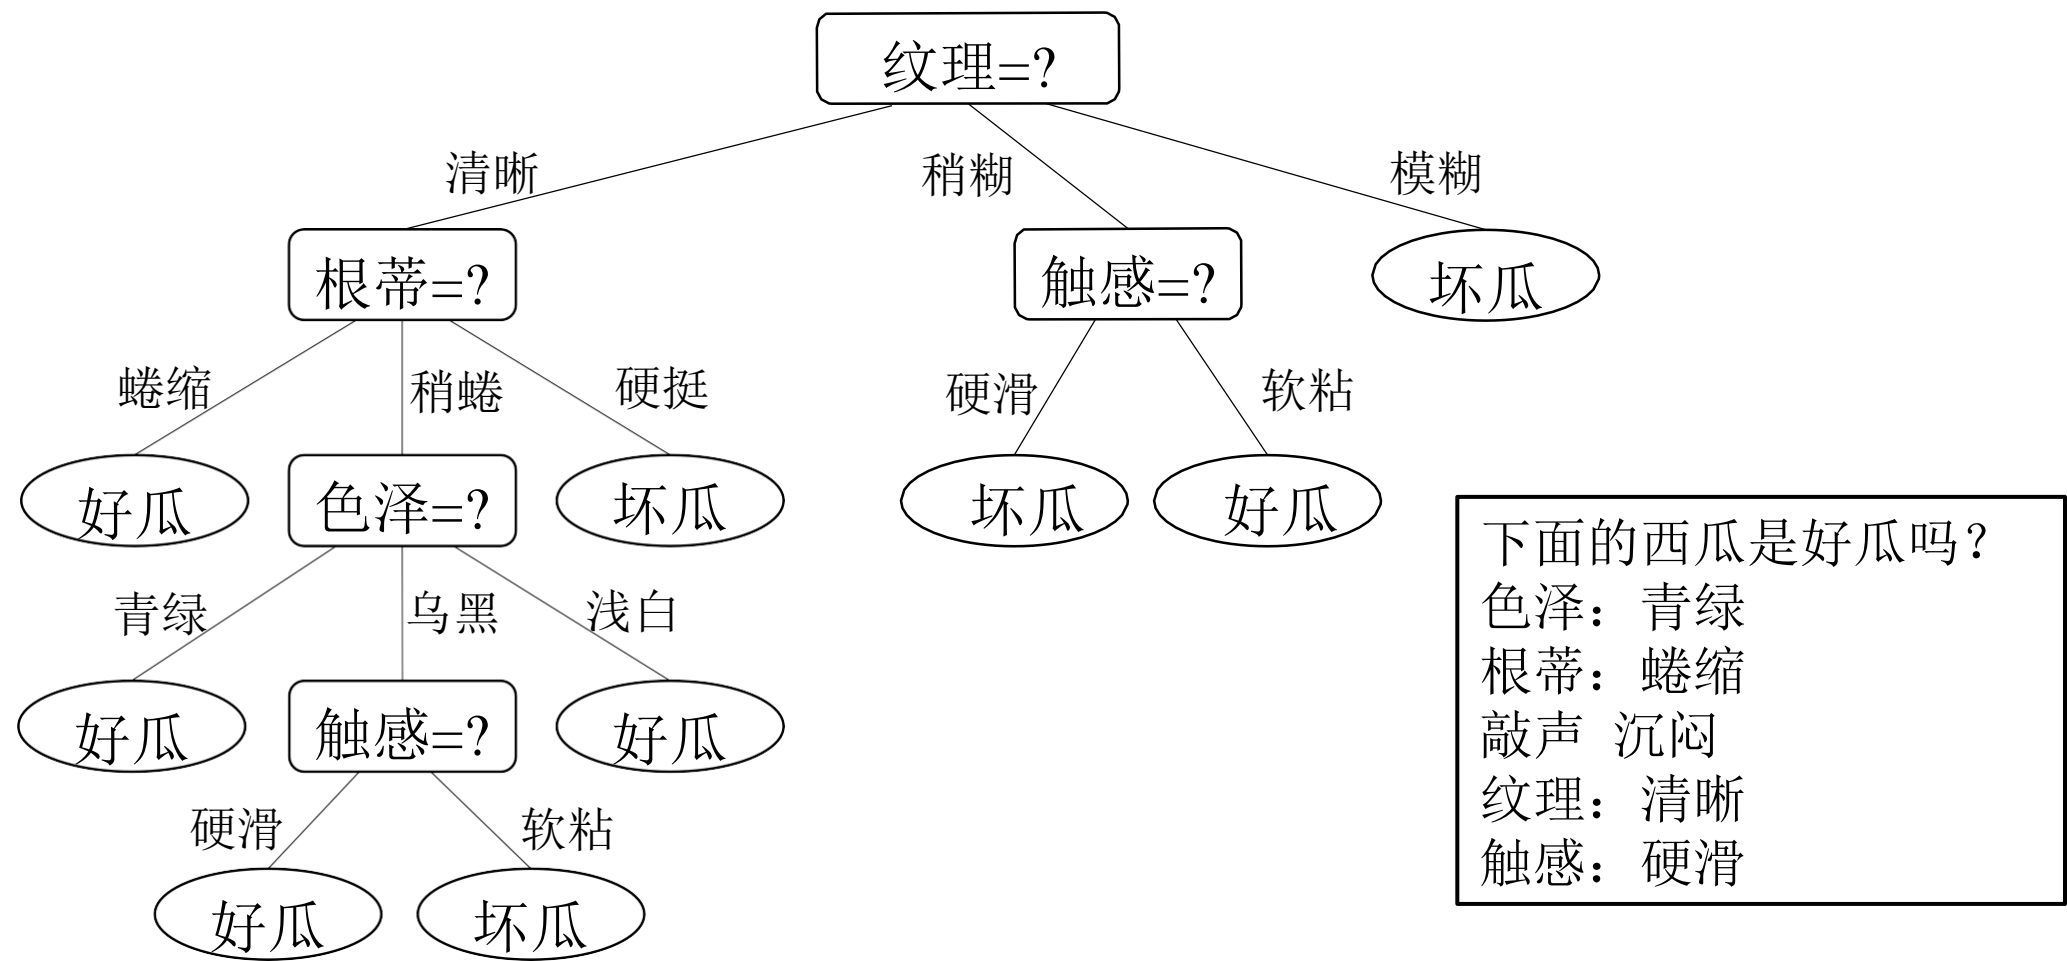 纹理=?
清晰
稍糊
模糊
根蒂=?
触感=?
坏瓜
蜷缩
稍蜷
硬挺
硬滑
软粘
好瓜
色泽=?
坏瓜
坏瓜
好瓜
青绿
乌黑
浅白
好瓜
触感=?
好瓜
硬滑
软粘
好瓜
坏瓜
下面的西瓜是好瓜吗?
色泽：青绿
根蒂：蜷缩
敲声 沉闷
纹理：清晰
触感：硬滑